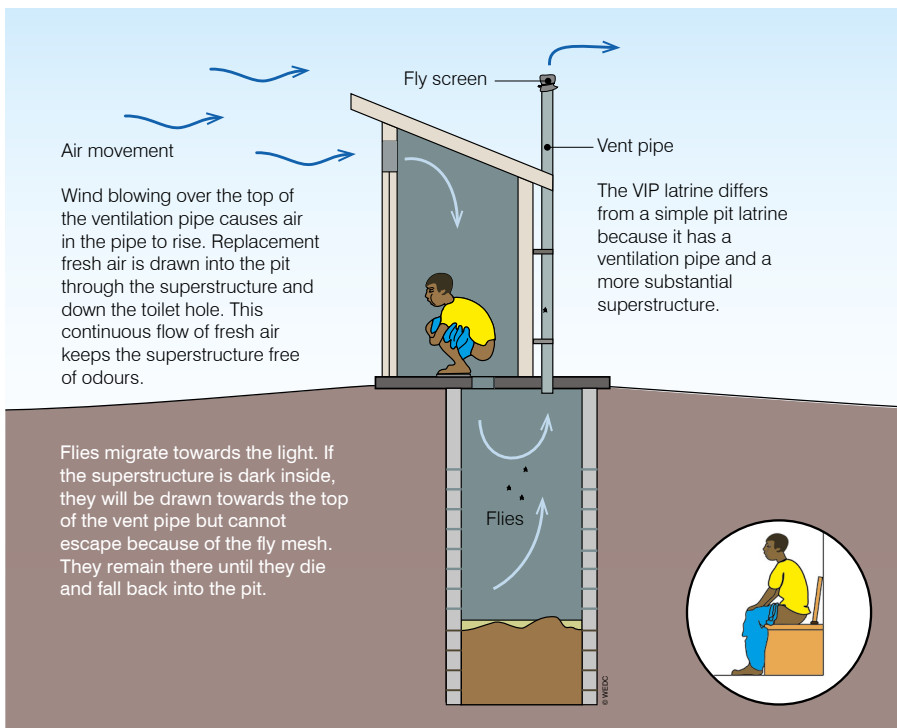 Fly screen
Air movement
Vent pipe
Wind blowing over the top of
the ventilation pipe causes air
in the pipe to rise. Replacement
fresh air is drawn into the pit
through the superstructure and
down the toilet hole. This
continuous flow of fresh air
keeps the superstructure free
of odours.
The VIP latrine differs
from a simple pit latrine
because it has a
ventilation pipe and a
more substantial
superstructure.
Flies migrate towards the light. If
the superstructure is dark inside,
they will be drawn towards the top
of the vent pipe but cannot
escape because of the fly mesh.
They remain there until they die
and fall back into the pit.
Flies
© WEDC